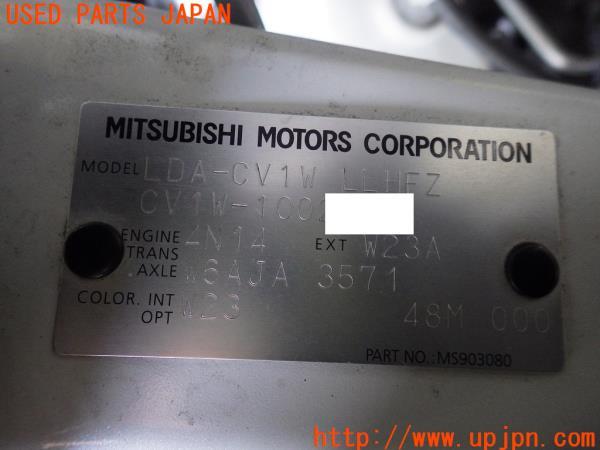 USED PARTS JAPAN
MITSUBISHI MOTORS CORPORATION
MODEL LDA-CV1W LLHFZ
CV1W-1002
ENGINE 4N14 EXT W23A
TRANS
AXLE W6AJA 3571
COLOR. INT W23
OPT 48M 000
PART NO.: MS903080
http://www.upjpn.com